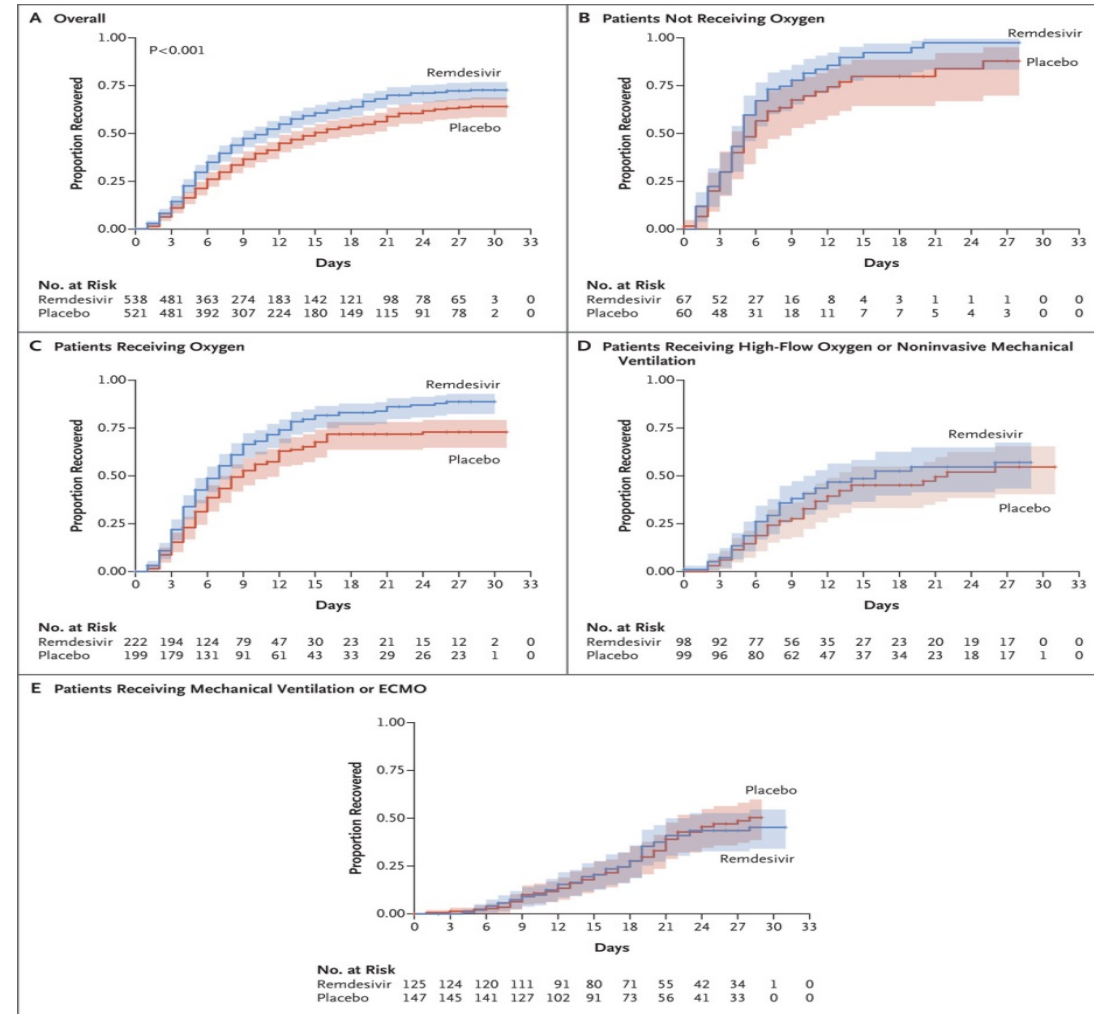 A Overall
P<0.001
Remdesivir
Placebo
Proportion Recovered
1.00
0.75
0.50
0.25
0.00
0 3 6 9 12 15 18 21 24 27 30 33
Days
No. at Risk
Remdesivir 538 481 363 274 183 142 121 98 78 65 3 0
Placebo 521 481 392 307 224 180 149 115 91 78 2 0
B Patients Not Receiving Oxygen
Remdesivir
Placebo
Proportion Recovered
1.00
0.75
0.50
0.25
0.00
0 3 6 9 12 15 18 21 24 27 30 33
Days
No. at Risk
Remdesivir 67 52 27 16 8 4 3 1 1 1 0 0
Placebo 60 48 31 18 11 7 7 5 4 3 0 0
C Patients Receiving Oxygen
Remdesivir
Placebo
Proportion Recovered
1.00
0.75
0.50
0.25
0.00
0 3 6 9 12 15 18 21 24 27 30 33
Days
No. at Risk
Remdesivir 222 194 124 79 47 30 23 21 15 12 2 0
Placebo 199 179 131 91 61 43 33 29 26 23 1 0
D Patients Receiving High-Flow Oxygen or Noninvasive Mechanical
Ventilation
Remdesivir
Placebo
Proportion Recovered
1.00
0.75
0.50
0.25
0.00
0 3 6 9 12 15 18 21 24 27 30 33
Days
No. at Risk
Remdesivir 98 92 77 56 35 27 23 20 19 17 0 0
Placebo 99 96 80 62 47 37 34 23 18 17 1 0
E Patients Receiving Mechanical Ventilation or ECMO
Placebo
Remdesivir
Proportion Recovered
1.00
0.75
0.50
0.25
0.00
0 3 6 9 12 15 18 21 24 27 30 33
Days
No. at Risk
Remdesivir 125 124 120 111 91 80 71 55 42 34 1 0
Placebo 147 145 141 127 102 91 73 56 41 33 0 0